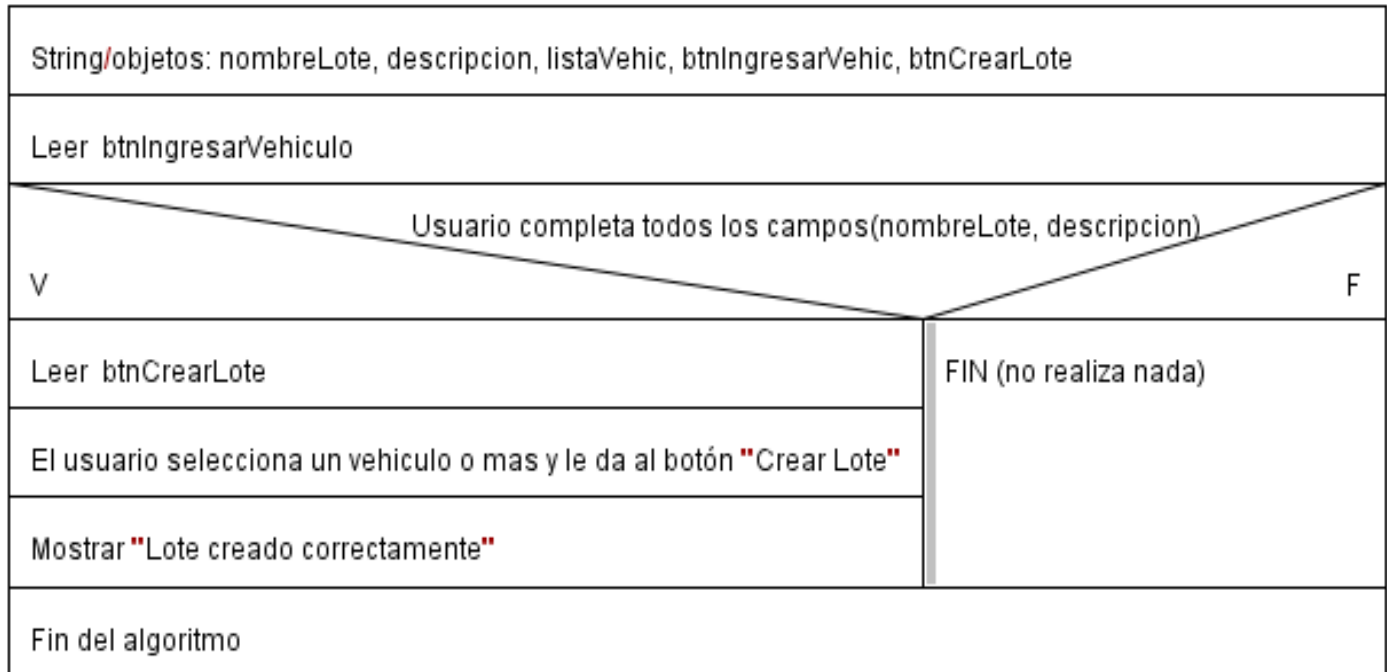 String/objetos: nombreLote, descripcion, listaVehic, btnIngresarVehic, btnCrearLote
Leer btnIngresarVehiculo
Usuario completa todos los campos(nombreLote, descripcion)
V
F
Leer btnCrearLote
FIN (no realiza nada)
El usuario selecciona un vehiculo o mas y le da al botón "Crear Lote"
Mostrar "Lote creado correctamente"
Fin del algoritmo